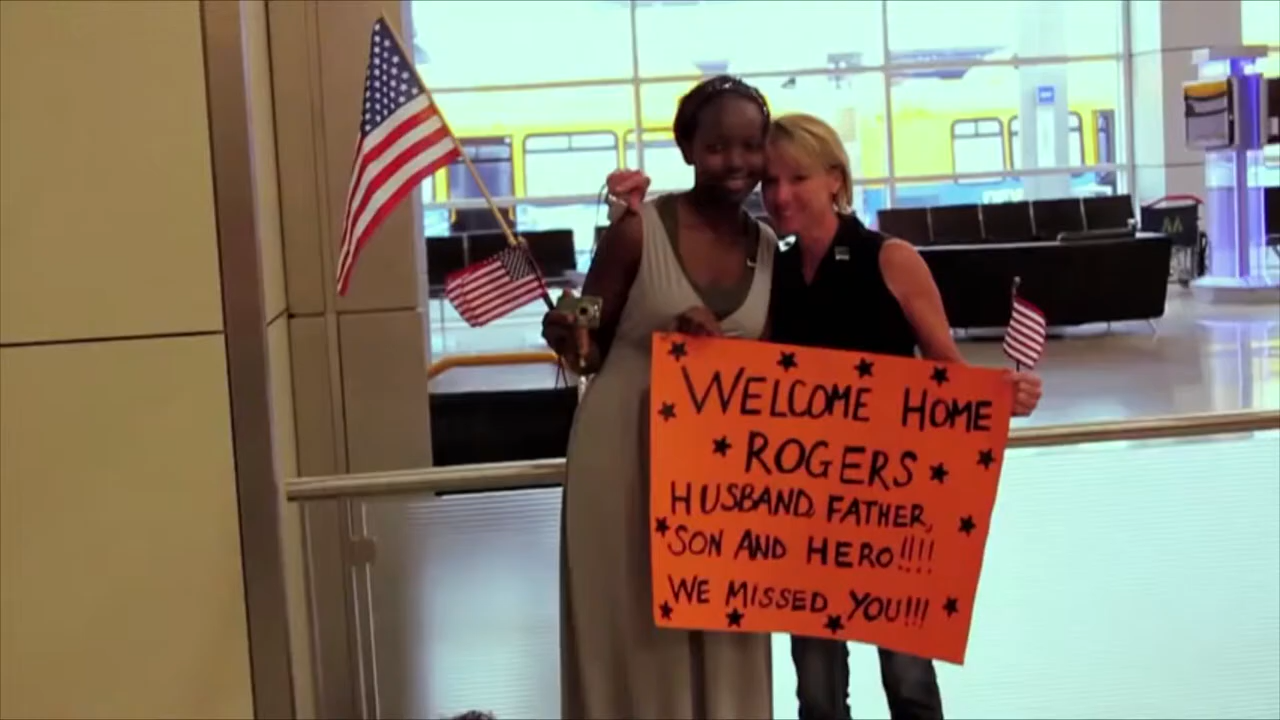 WELCOME HOME
ROGERS
HUSBAND, FATHER,
SON AND HERO!!!!
WE MISSED YOU!!!